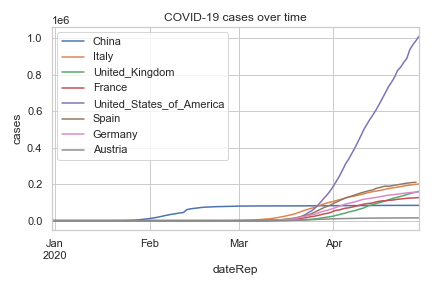 COVID-19 cases over time
1e6
1.0
0.8
0.6
0.4
0.2
0.0
cases
China
Italy
United_Kingdom
France
United_States_of_America
Spain
Germany
Austria
Jan
2020
Feb
Mar
Apr
dateRep